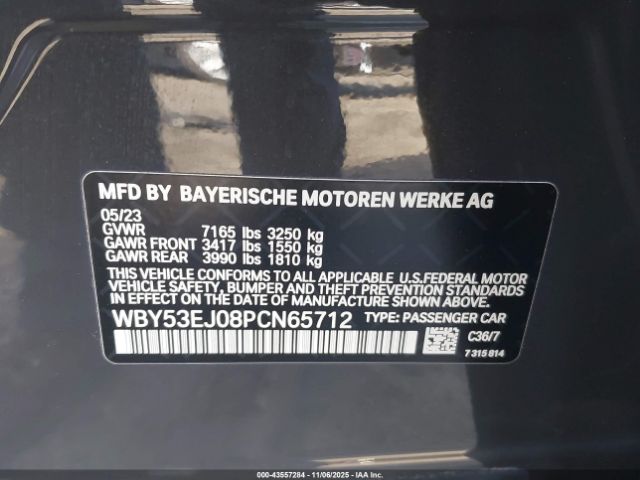 MFD BY BAYERISCHE MOTOREN WERKE AG
05/23
GVWR 7165 lbs 3250 kg
GAWR FRONT 3417 lbs 1550 kg
GAWR REAR 3990 lbs 1810 kg
THIS VEHICLE CONFORMS TO ALL APPLICABLE U.S.FEDERAL MOTOR
VEHICLE SAFETY, BUMPER AND THEFT PREVENTION STANDARDS IN
EFFECT ON THE DATE OF MANUFACTURE SHOWN ABOVE.
WBY53EJ08PCN65712 TYPE: PASSENGER CAR
C36/7
7 315 814
000-43557284 - 11/06/2025 - IAAI.COM